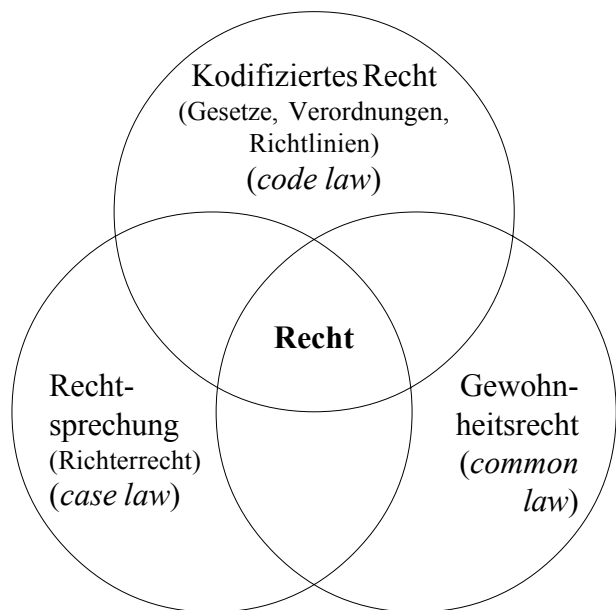 Kodifiziertes Recht
(Gesetze, Verordnungen,
Richtlinien)
(code law)
Recht
Recht-
sprechung
(Richterrecht)
(case law)
Gewohn-
heitsrecht
(common
law)